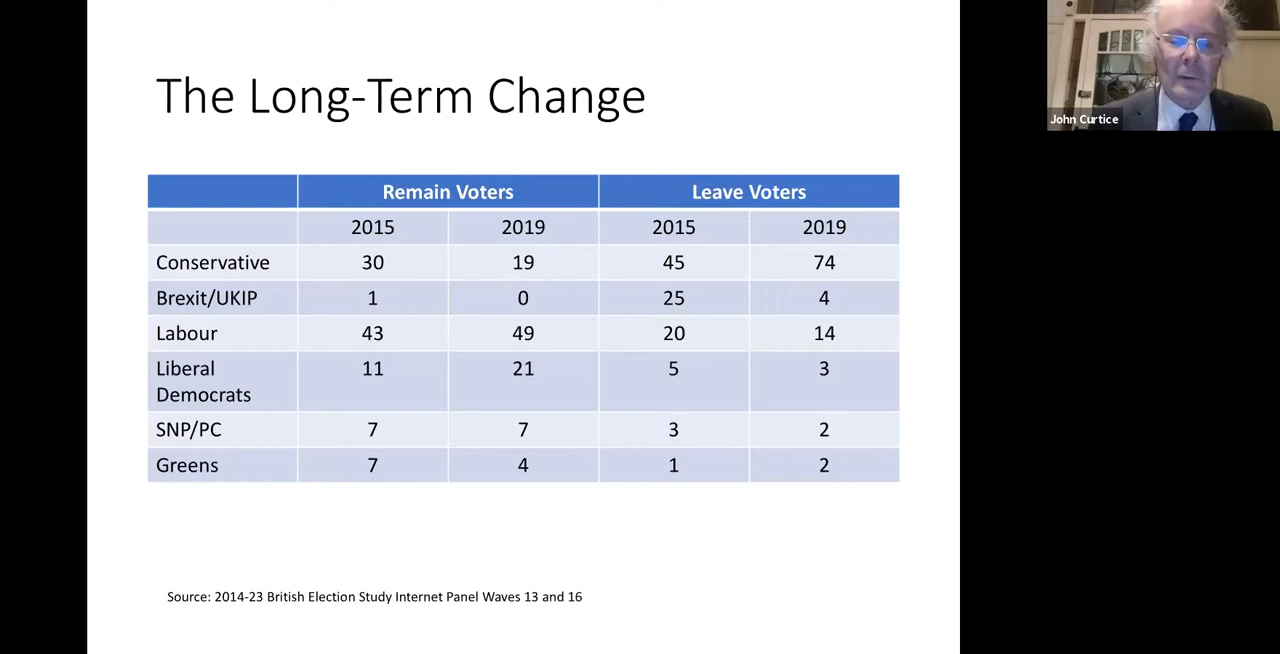 The Long-Term Change
John Curtice
Remain Voters Leave Voters
2015 2019 2015 2019
Conservative 30 19 45 74
Brexit/UKIP 1 0 25 4
Labour 43 49 20 14
Liberal 11 21 5 3
Democrats
SNP/PC 7 7 3 2
Greens 7 4 1 2
Source: 2014-23 British Election Study Internet Panel Waves 13 and 16